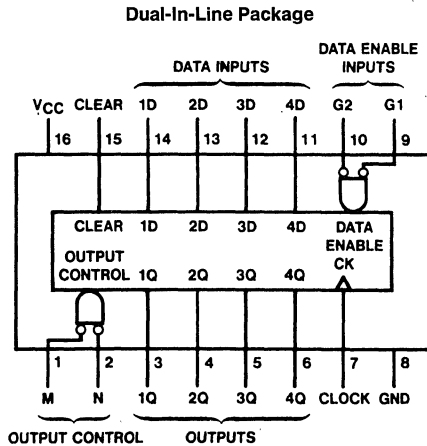 Dual-In-Line Package
DATA ENABLE
DATA INPUTS INPUTS
VCC CLEAR 1D 2D 3D 4D G2 G1
16 15 14 13 12 11 10 9
CLEAR 1D 2D 3D 4D DATA
ENABLE
OUTPUT
CONTROL 1Q 2Q 3Q 4Q CK
1 2 3 4 5 6 7 8
M N 1Q 2Q 3Q 4Q CLOCK GND
OUTPUT CONTROL OUTPUTS